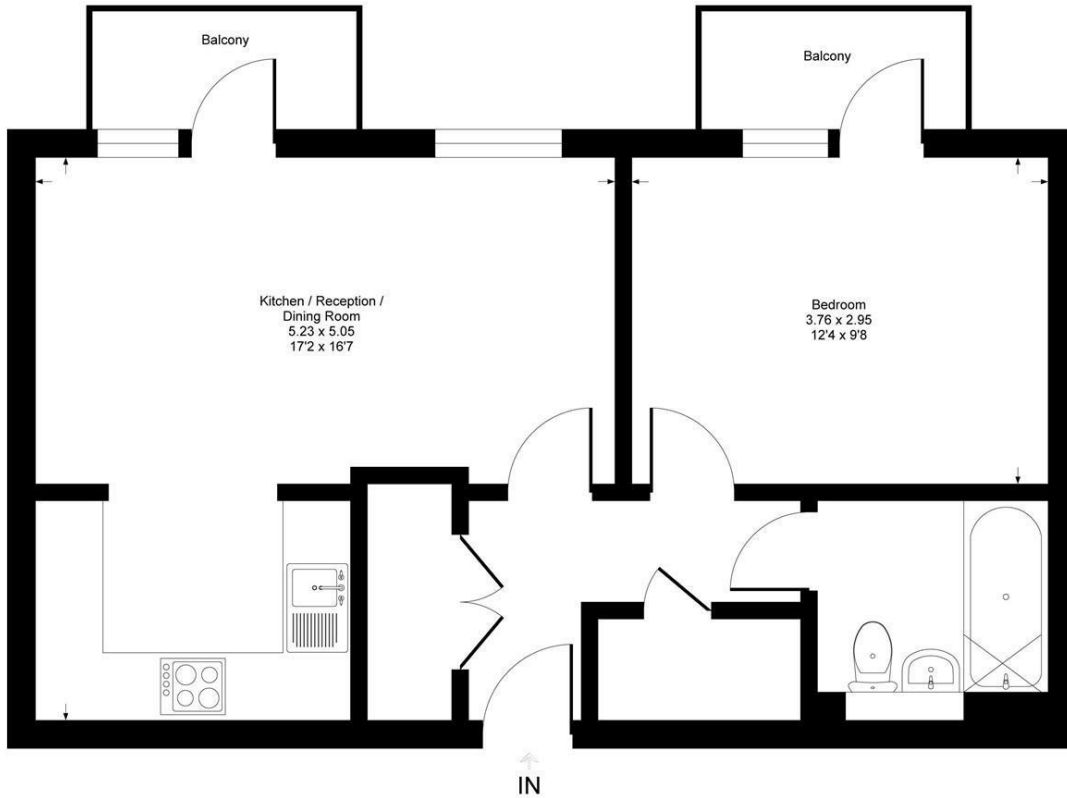 Balcony
Balcony
Kitchen / Reception /
Dining Room
5.23 x 5.05
17'2 x 16'7
Bedroom
3.76 x 2.95
12'4 x 9'8
IN